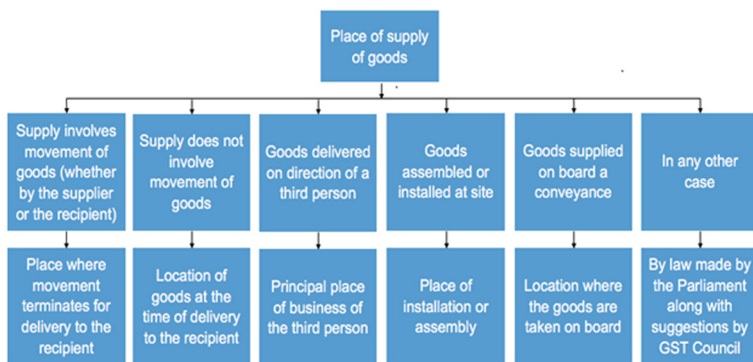 Place of supply
of goods
Supply involves
movement of
goods (whether
by the supplier
or the recipient)
Supply does not
involve
movement of
goods
Goods delivered
on direction of a
third person
Goods
assembled or
installed at site
Goods supplied
on board a
conveyance
In any other
case
Place where
movement
terminates for
delivery to the
recipient
Location of
goods at the
time of delivery
to the recipient
Principal place
of business of
the third person
Place of
installation or
assembly
Location where
the goods are
taken on board
By law made by
the Parliament
along with
suggestions by
GST Council